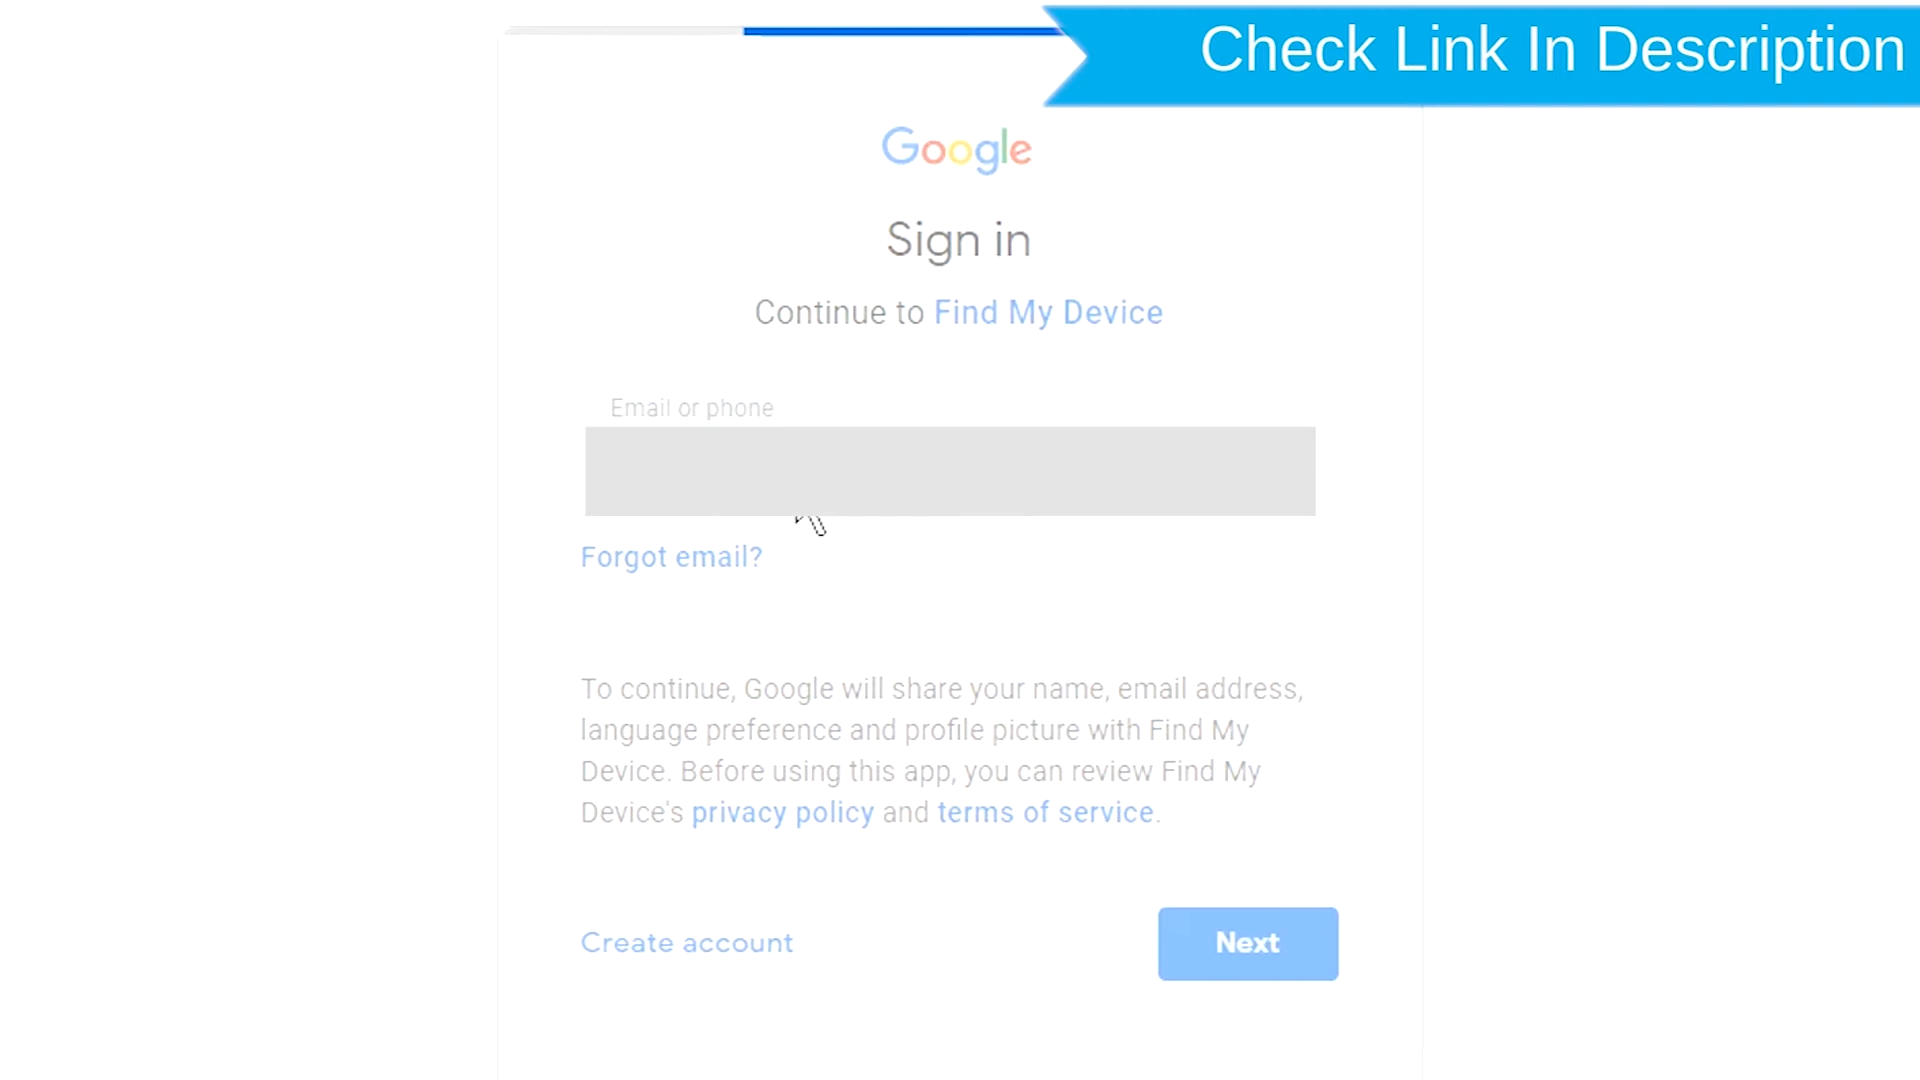 Check Link In Description
Google
Sign in
Continue to Find My Device
Email or phone
Forgot email?
To continue, Google will share your name, email address,
language preference and profile picture with Find My
Device. Before using this app, you can review Find My
Device's privacy policy and terms of service.
Create account
Next